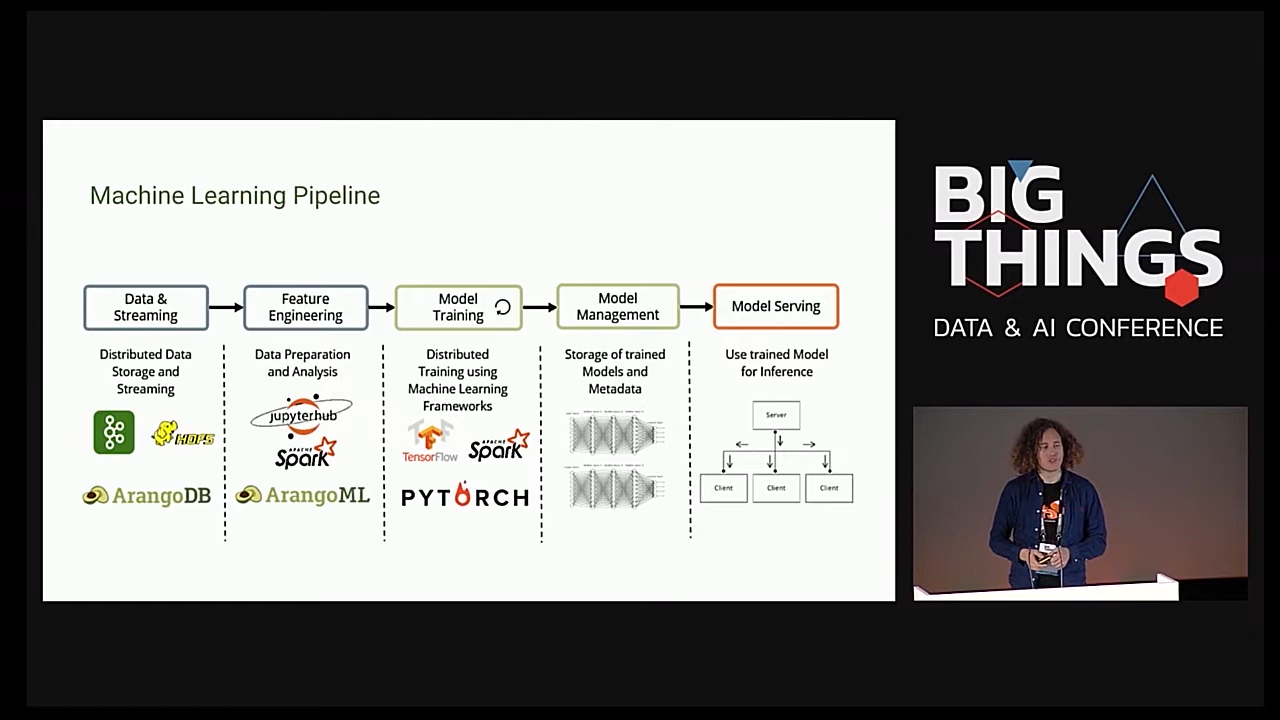 Machine Learning Pipeline
Data &
Streaming
Feature
Engineering
Model
Training
Model
Management
Model Serving
Distributed Data
Storage and
Streaming
Data Preparation
and Analysis
Distributed
Training using
Machine Learning
Frameworks
Storage of trained
Models and
Metadata
Use trained Model
for Inference
HDFS
ArangoDB
jupyterhub
APACHE
Spark
ArangoML
TensorFlow
APACHE
Spark
PYTORCH
Server
Client
Client
Client
BIG
THINGS
DATA & AI CONFERENCE